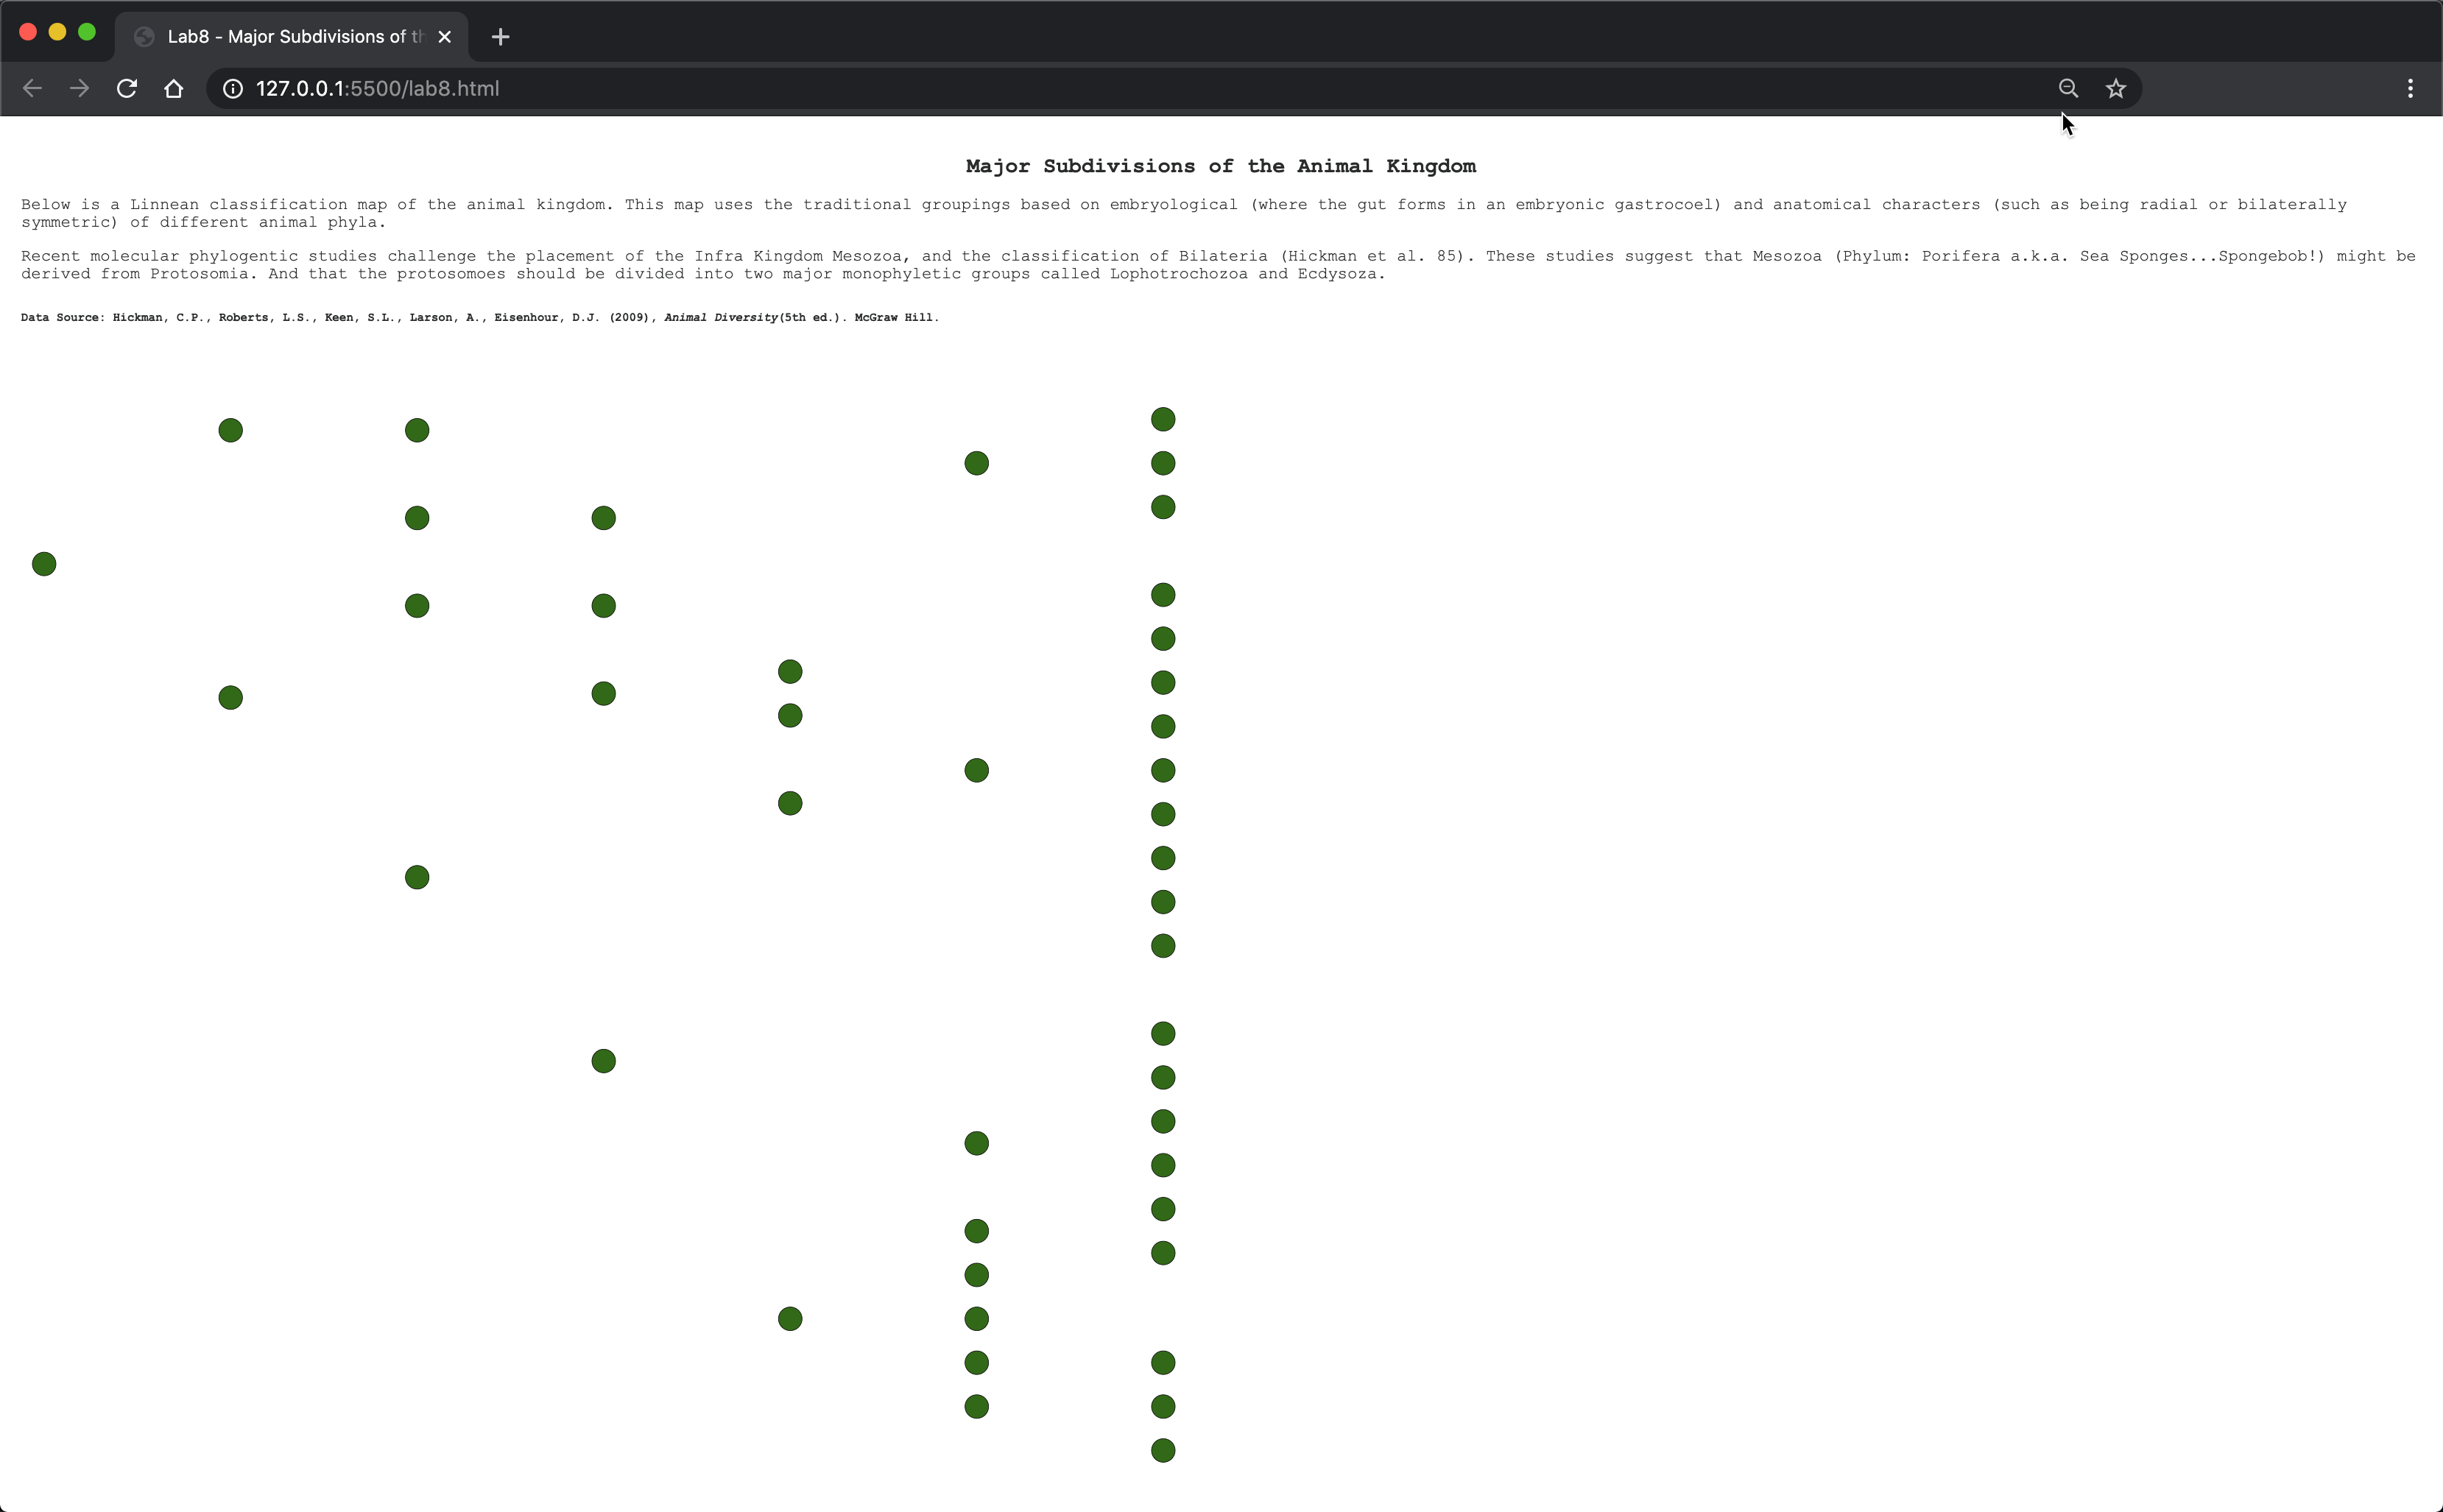 Lab8 - Major Subdivisions of th
127.0.0.1:5500/lab8.html
Major Subdivisions of the Animal Kingdom
Below is a Linnean classification map of the animal kingdom. This map uses the traditional groupings based on embryological (where the gut forms in an embryonic gastrocoel) and anatomical characters (such as being radial or bilaterally
symmetric) of different animal phyla.
Recent molecular phylogentic studies challenge the placement of the Infra Kingdom Mesozoa, and the classification of Bilateria (Hickman et al. 85). These studies suggest that Mesozoa (Phylum: Porifera a.k.a. Sea Sponges...Spongebob!) might be
derived from Protosomia. And that the protosomoes should be divided into two major monophyletic groups called Lophotrochozoa and Ecdysoza.
Data Source: Hickman, C.P., Roberts, L.S., Keen, S.L., Larson, A., Eisenhour, D.J. (2009), Animal Diversity(5th ed.). McGraw Hill.